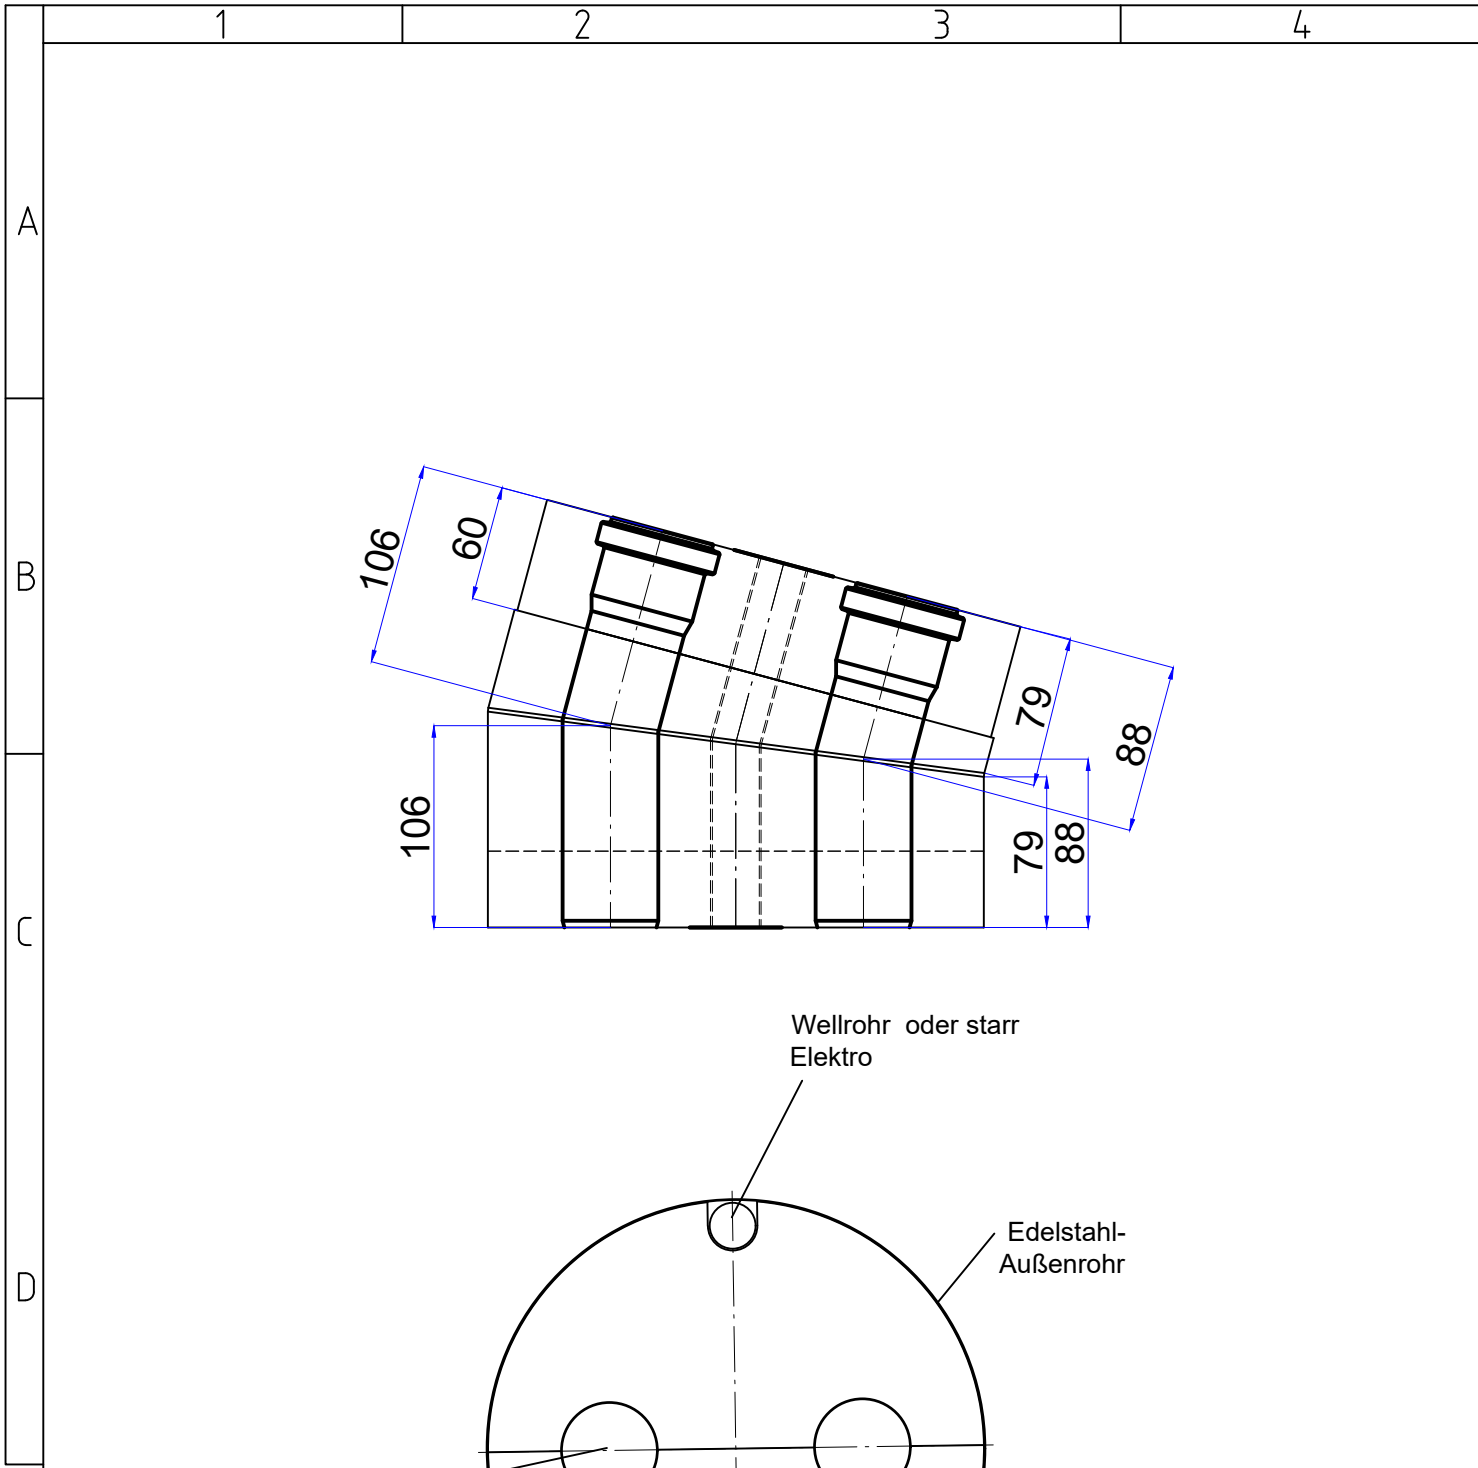 1 2 3 4
A
B
C
D
106
60
79
88
106
79
88
Wellrohr oder starr
Elektro
Edelstahl-
Außenrohr